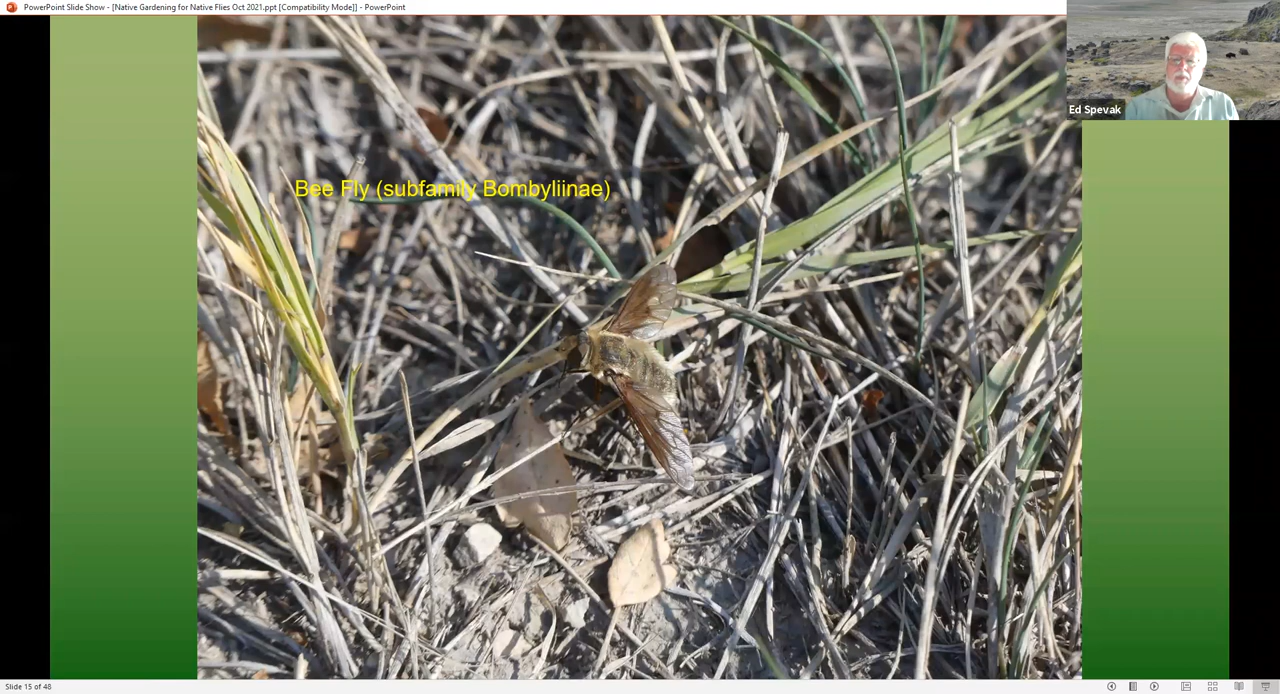 PowerPoint Slide Show - [Native Gardening for Native Flies Oct 2021.ppt [Compatibility Mode]] - PowerPoint
Ed Spevak
Bee Fly (subfamily Bombyliinae)
Slide 15 of 48